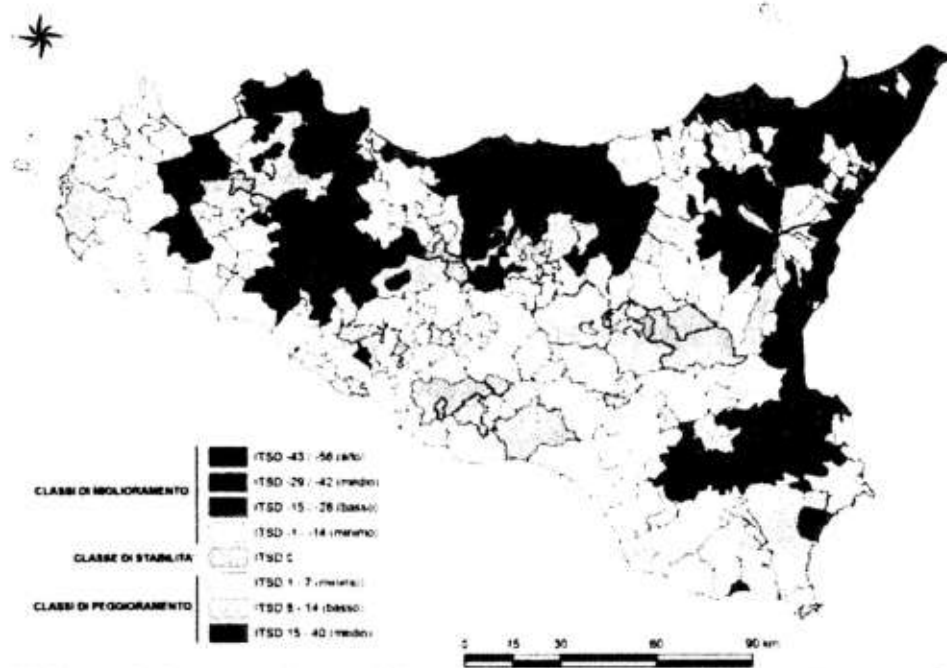 ITSD -43 / -56 (alto)
ITSD -29 / -42 (medio)
CLASSI DI MIGLIORAMENTO
ITSD -15 - -28 (basso)
ITSD -1 - -14 (minimo)
CLASSE DI STABILITA'
ITSD 0
ITSD 1 - 7
CLASSI DI PEGGIORAMENTO
ITSD 8 - 14 (basso)
ITSD 15 - 40 (medio)
0 15 30 60 90 km